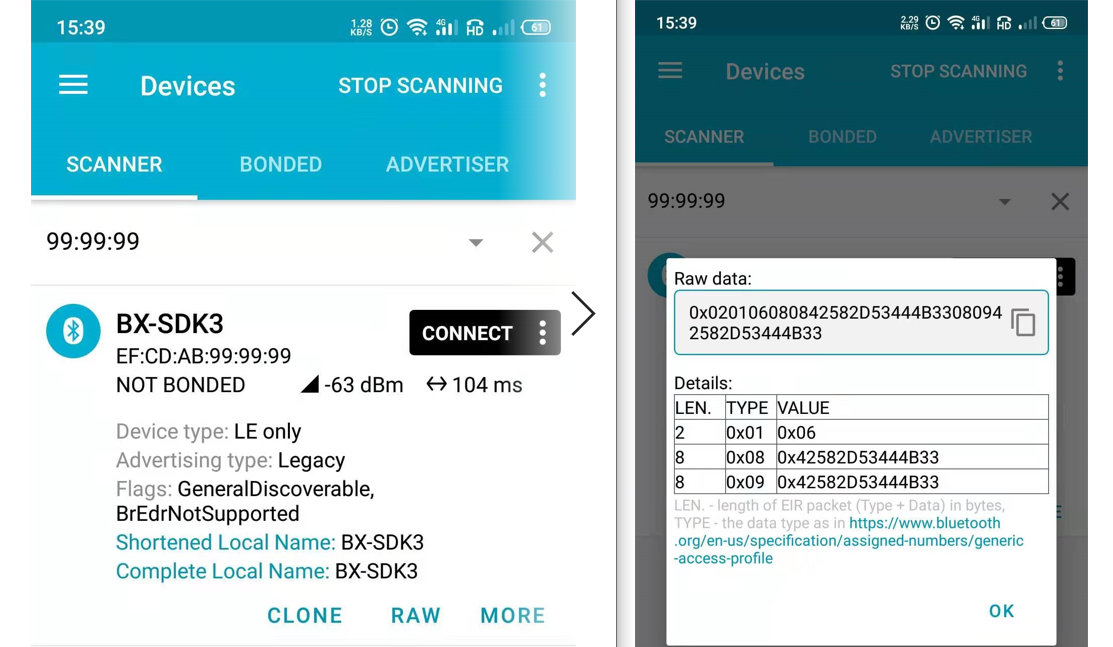 15:39
1.28 KB/S 4G HD 61
Devices STOP SCANNING
SCANNER BONDED ADVERTISER
99:99:99
BX-SDK3
CONNECT
EF:CD:AB:99:99:99
NOT BONDED -63 dBm 104 ms
Device type: LE only
Advertising type: Legacy
Flags: GeneralDiscoverable,
BrEdrNotSupported
Shortened Local Name: BX-SDK3
Complete Local Name: BX-SDK3
CLONE RAW MORE
15:39
2.29 KB/S 4G HD 61
Devices STOP SCANNING
SCANNER BONDED ADVERTISER
99:99:99
Raw data:
0x020106080842582D53444B3308094
2582D53444B33
Details:
LEN. TYPE VALUE
2 0x01 0x06
8 0x08 0x42582D53444B33
8 0x09 0x42582D53444B33
LEN. - length of EIR packet (Type + Data) in bytes,
TYPE - the data type as in https://www.bluetooth
.org/en-us/specification/assigned-numbers/generic
-access-profile
E
OK